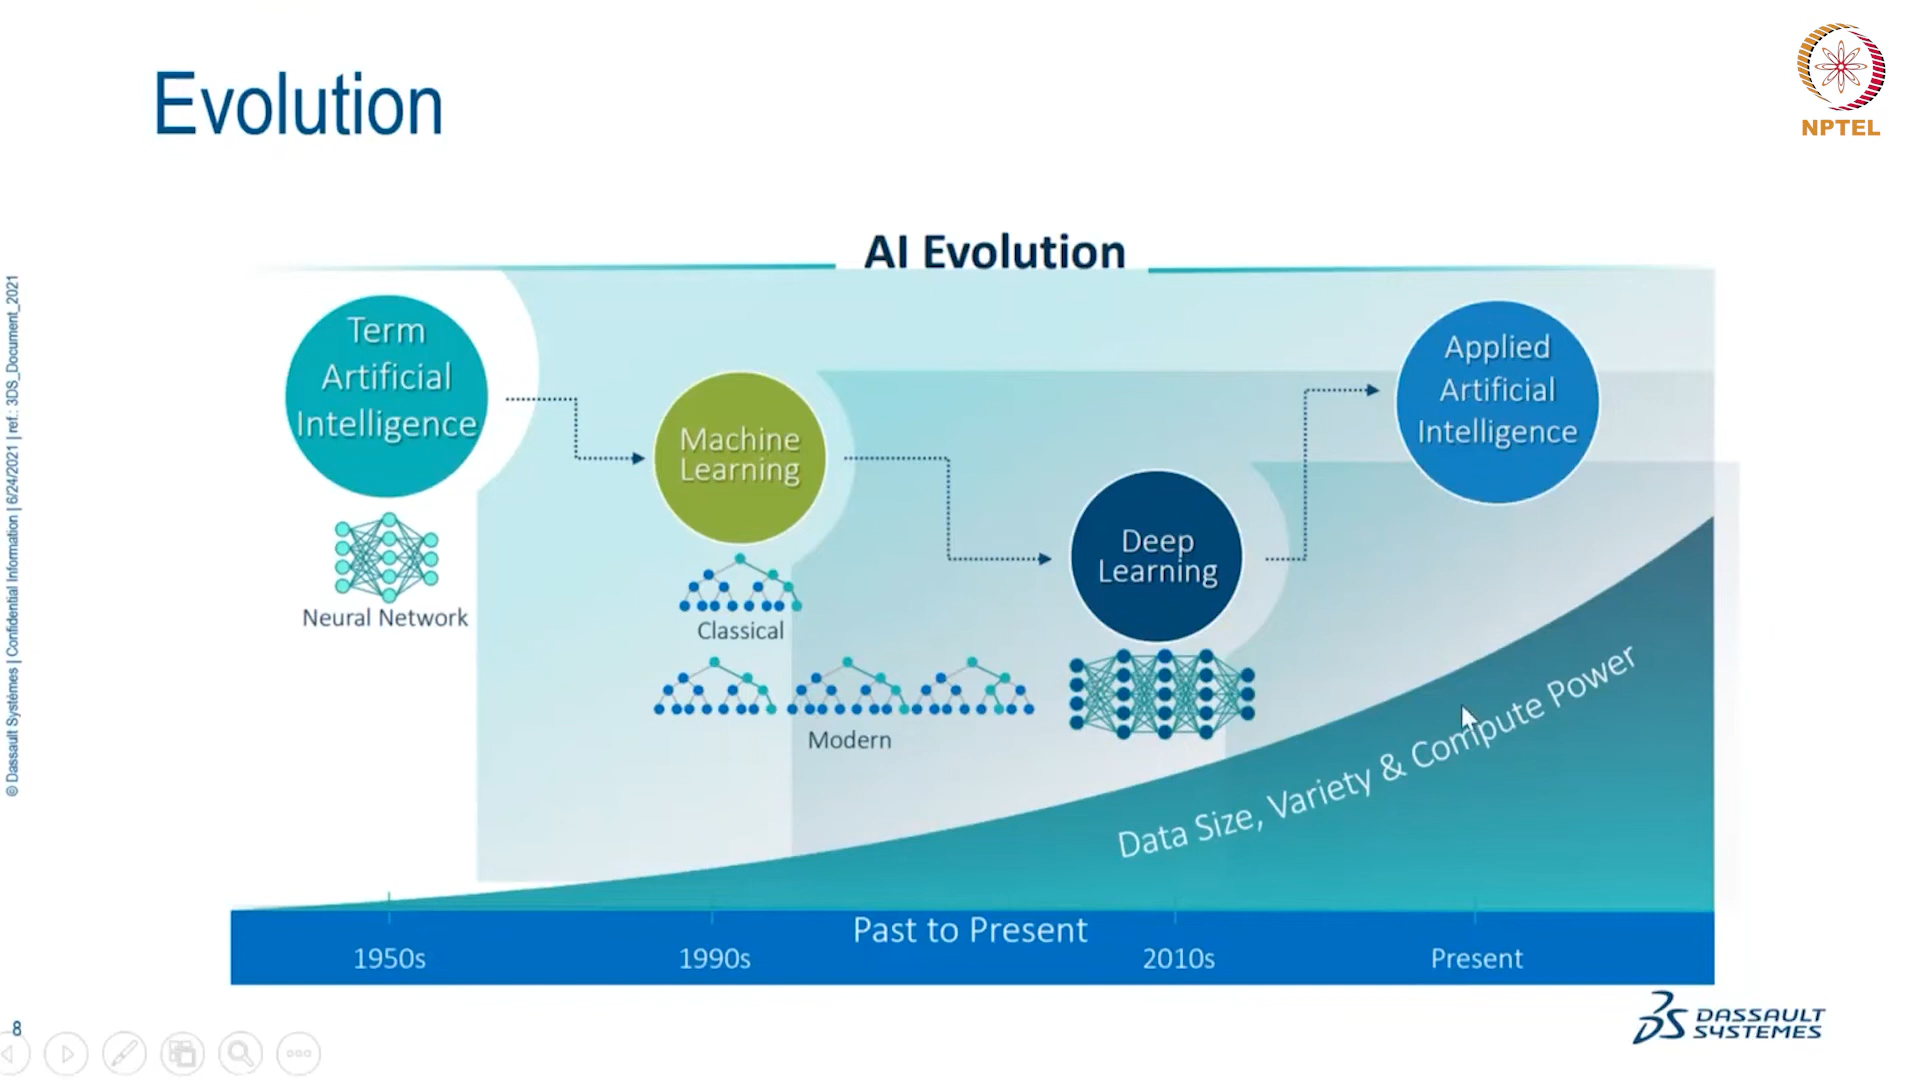 Evolution
NPTEL
AI Evolution
Term
Artificial
Intelligence
Neural Network
Machine
Learning
Classical
Modern
Deep
Learning
Applied
Artificial
Intelligence
Data Size, Variety & Compute Power
Past to Present
1950s
1990s
2010s
Present
© Dassault Systèmes | Confidential Information | 6/24/2021 | ref.: 3DS_Document_2021
8
DASSAULT
SYSTEMES